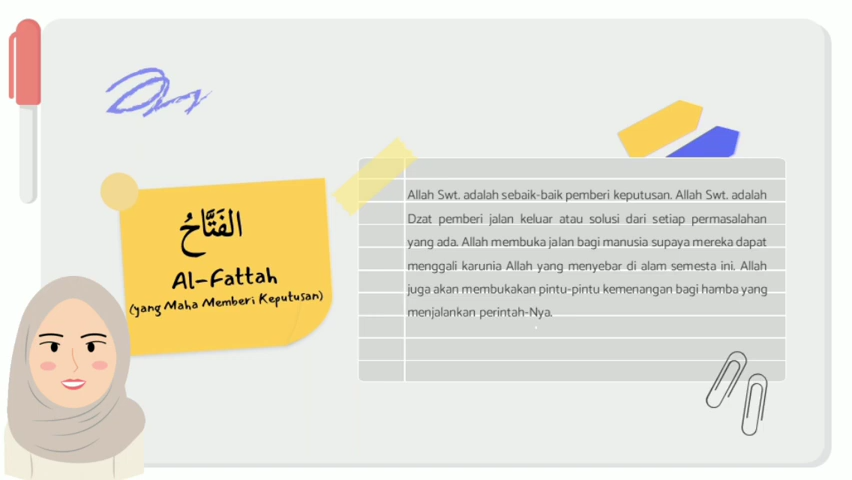 الفَتَّاحُ
Al-Fattah
(yang Maha Memberi Keputusan)
Allah Swt. adalah sebaik-baik pemberi keputusan. Allah Swt. adalah
Dzat pemberi jalan keluar atau solusi dari setiap permasalahan
yang ada. Allah membuka jalan bagi manusia supaya mereka dapat
menggali karunia Allah yang menyebar di alam semesta ini. Allah
juga akan membukakan pintu-pintu kemenangan bagi hamba yang
menjalankan perintah-Nya.